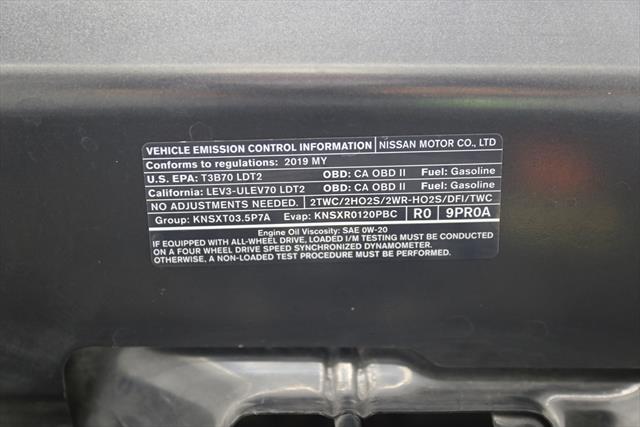 VEHICLE EMISSION CONTROL INFORMATION NISSAN MOTOR CO., LTD
Conforms to regulations: 2019 MY
U.S. EPA: T3B70 LDT2 OBD: CA OBD II Fuel: Gasoline
California: LEV3-ULEV70 LDT2 OBD: CA OBD II Fuel: Gasoline
NO ADJUSTMENTS NEEDED. 2TWC/2HO2S/2WR-HO2S/DFI/TWC
Group: KNSXT03.5P7A Evap: KNSXR0120PBC R0 9PR0A
Engine Oil Viscosity: SAE 0W-20
IF EQUIPPED WITH ALL-WHEEL DRIVE, LOADED I/M TESTING MUST BE CONDUCTED
ON A FOUR WHEEL DRIVE SPEED SYNCHRONIZED DYNAMOMETER.
OTHERWISE, A NON-LOADED TEST PROCEDURE MUST BE CONDUCTED.